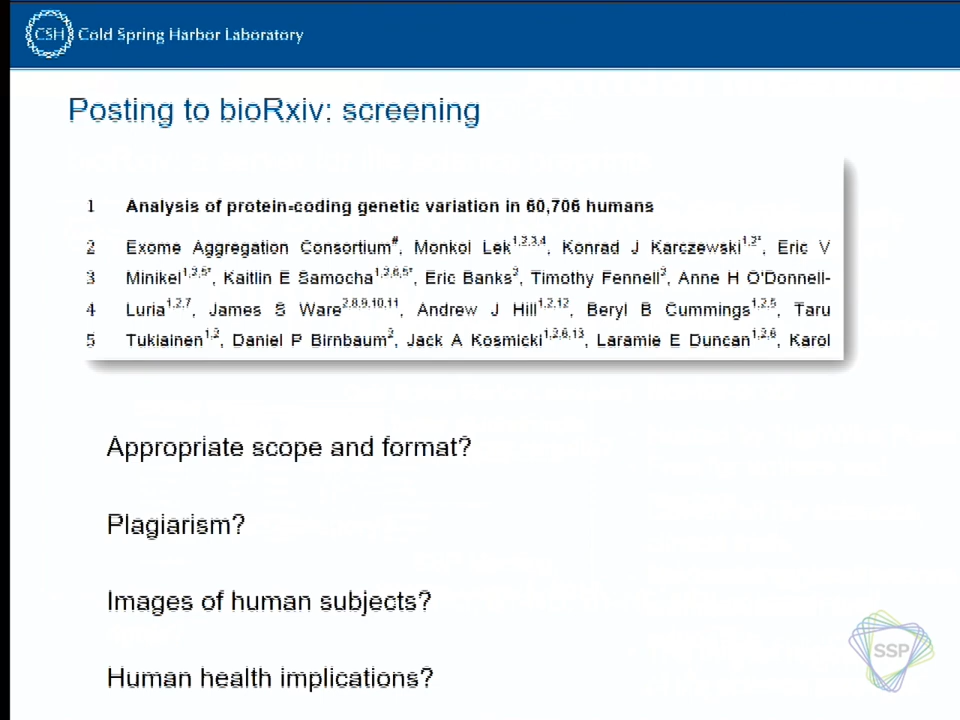 CSH Cold Spring Harbor Laboratory
Posting to bioRxiv: screening
1 Analysis of protein-coding genetic variation in 60,706 humans
2 Exome Aggregation Consortium#, Monkol Lek1,2,3,4, Konrad J Karczewski1,2*, Eric V
3 Minikel1,2,5*, Kaitlin E Samocha1,2,6,5*, Eric Banks2, Timothy Fennell2, Anne H O'Donnell-
4 Luria1,2,7, James S Ware2,8,9,10,11, Andrew J Hill1,2,12, Beryl B Cummings1,2,5, Taru
5 Tukiainen1,2, Daniel P Birnbaum2, Jack A Kosmicki1,2,6,13, Laramie E Duncan1,2,6, Karol
Appropriate scope and format?
Plagiarism?
Images of human subjects?
Human health implications?
SSP